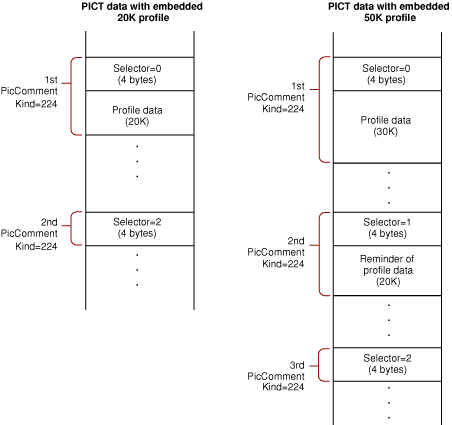 PICT data with embedded
20K profile
1st
PicComment
Kind=224
Selector=0
(4 bytes)
Profile data
(20K)
2nd
PicComment
Kind=224
Selector=2
(4 bytes)
PICT data with embedded
50K profile
1st
PicComment
Kind=224
Selector=0
(4 bytes)
Profile data
(30K)
2nd
PicComment
Kind=224
Selector=1
(4 bytes)
Reminder of
profile data
(20K)
3rd
PicComment
Kind=224
Selector=2
(4 bytes)